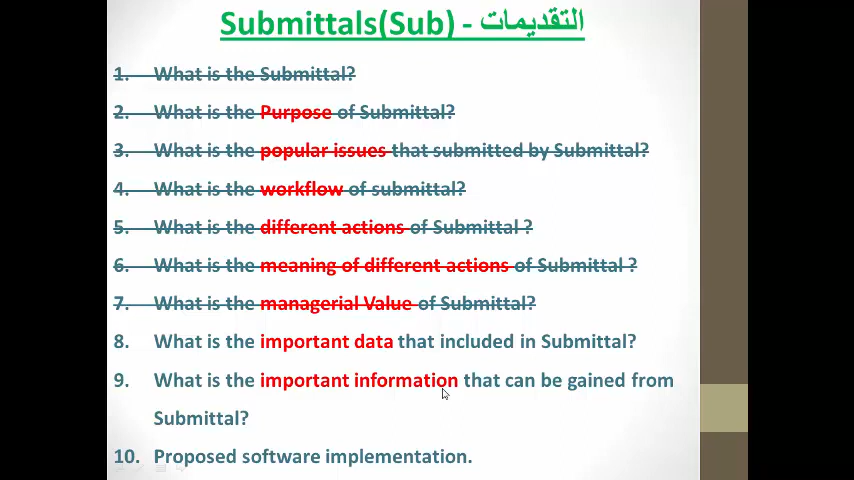 Submittals(Sub) - التقديمات
1. What is the Submittal?
2. What is the Purpose of Submittal?
3. What is the popular issues that submitted by Submittal?
4. What is the workflow of submittal?
5. What is the different actions of Submittal ?
6. What is the meaning of different actions of Submittal ?
7. What is the managerial Value of Submittal?
8. What is the important data that included in Submittal?
9. What is the important information that can be gained from
Submittal?
10. Proposed software implementation.